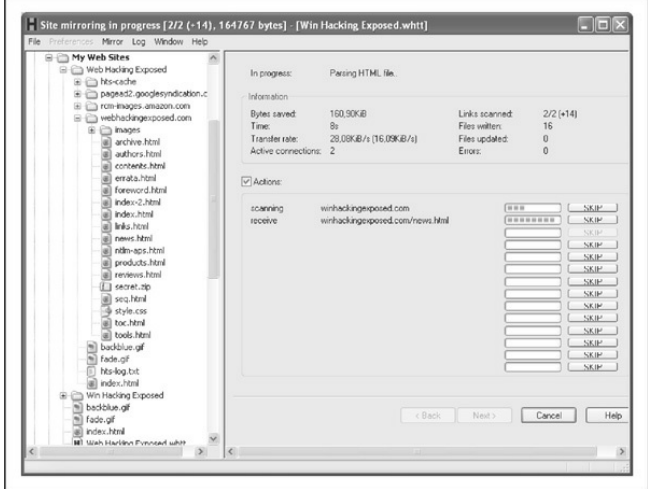 Site mirroring in progress [2/2 (+14), 164767 bytes] - [Win Hacking Exposed.whtt]
File Preferences Mirror Log Window Help
My Web Sites
Web Hacking Exposed
hts-cache
pagead2.googlesyndication.c
rcm-images.amazon.com
webhackingexposed.com
images
archive.html
authors.html
contents.html
errata.html
foreword.html
index-2.html
index.html
links.html
news.html
ntlm-aps.html
products.html
reviews.html
secret.zip
seq.html
style.css
toc.html
tools.html
backblue.gif
fade.gif
hts-log.txt
index.html
Win Hacking Exposed
backblue.gif
fade.gif
index.html
Web Hacking Exposed.whtt
In progress: Parsing HTML file..
Information
Bytes saved: 160,90KiB Links scanned: 2/2 (+14)
Time: 8s Files written: 16
Transfer rate: 28,08KiB/s (16,09KiB/s) Files updated: 0
Active connections: 2 Errors: 0
Actions:
scanning winhackingexposed.com SKIP
receive winhackingexposed.com/news.html SKIP
SKIP
SKIP
SKIP
SKIP
SKIP
SKIP
SKIP
SKIP
SKIP
SKIP
SKIP
SKIP
< Back Next > Cancel Help